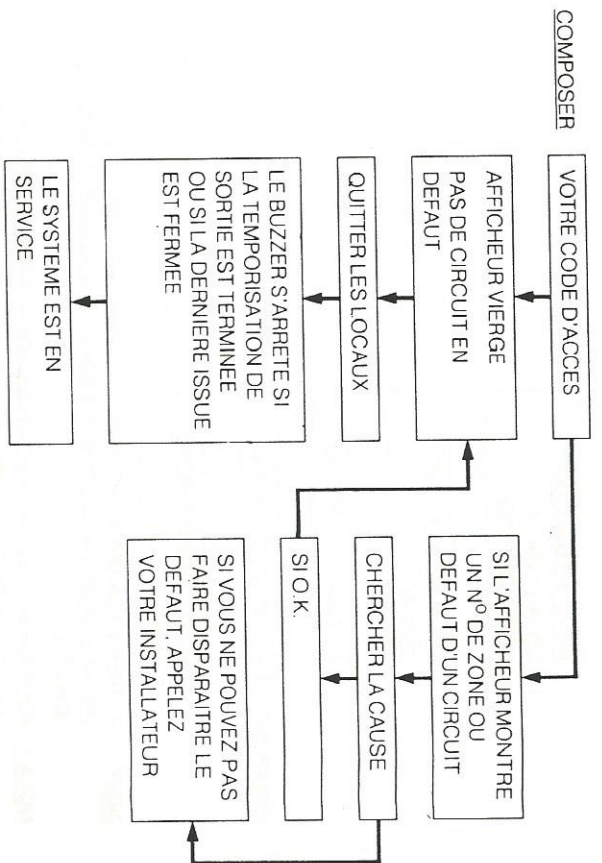 COMPOSER
VOTRE CODE D'ACCES
AFFICHEUR VIERGE
PAS DE CIRCUIT EN
DEFAUT
QUITTER LES LOCAUX
LE BUZZER S'ARRETE SI
LA TEMPORISATION DE
SORTIE EST TERMINEE
OU SI LA DERNIERE ISSUE
EST FERMEE
LE SYSTEME EST EN
SERVICE
SI L'AFFICHEUR MONTRE
UN Nº DE ZONE OU
DEFAUT D'UN CIRCUIT
CHERCHER LA CAUSE
SI O.K.
SI VOUS NE POUVEZ PAS
FAIRE DISPARAITRE LE
DEFAUT, APPELEZ
VOTRE INSTALLATEUR